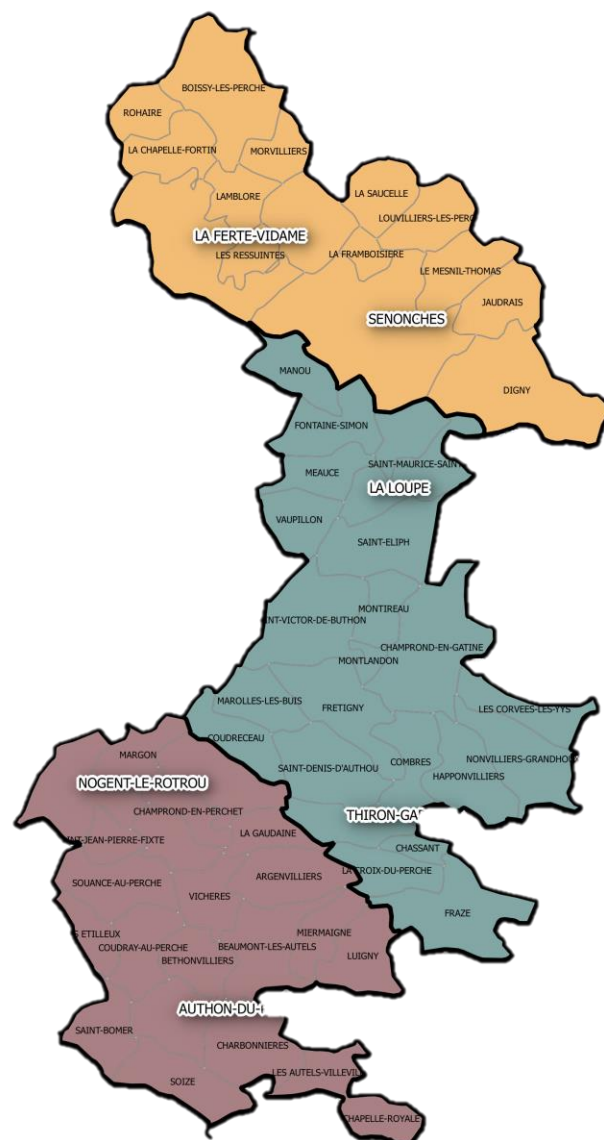 BOISSY-LES-PERCHE
ROHAIRE
LA CHAPELLE-FORTIN
MORVILLIERS
LAMBLORE
LA SAUCELLE
LOUVILLIERS-LES-PERC
LA FERTE-VIDAME
LES RESSUINTES
LA FRAMBOISIERE
LE MESNIL-THOMAS
JAUDRAIS
SENONCHES
MANOU
DIGNY
FONTAINE-SIMON
MEAUCE
SAINT-MAURICE-SAINT
LA LOUPE
VAUPILLON
SAINT-ELIPH
MONTIREAU
INT-VICTOR-DE-BUTHON
CHAMPROND-EN-GATINE
MONTLANDON
MAROLLES-LES-BUIS
FRETIGNY
LES CORVEES-LES-YYS
COUDRECEAU
MARGON
COMBRES
NONVILLIERS-GRANDHOU
SAINT-DENIS-D'AUTHOU
HAPPONVILLIERS
NOGENT-LE-ROTROU
CHAMPROND-EN-PERCHET
THIRON-GA
LA GAUDAINE
INT-JEAN-PIERRE-FIXTE
CHASSANT
LA CROIX-DU-PERCHE
ARGENVILLIERS
SOUANCE-AU-PERCHE
VICHERES
FRAZE
S ETILLEUX
MIERMAIGNE
COUDRAY-AU-PERCHE
BEAUMONT-LES-AUTELS
LUIGNY
BETHONVILLIERS
AUTHON-DU-
SAINT-BOMER
CHARBONNIERES
LES AUTELS-VILLEVIL
SOIZE
CHAPELLE-ROYALE